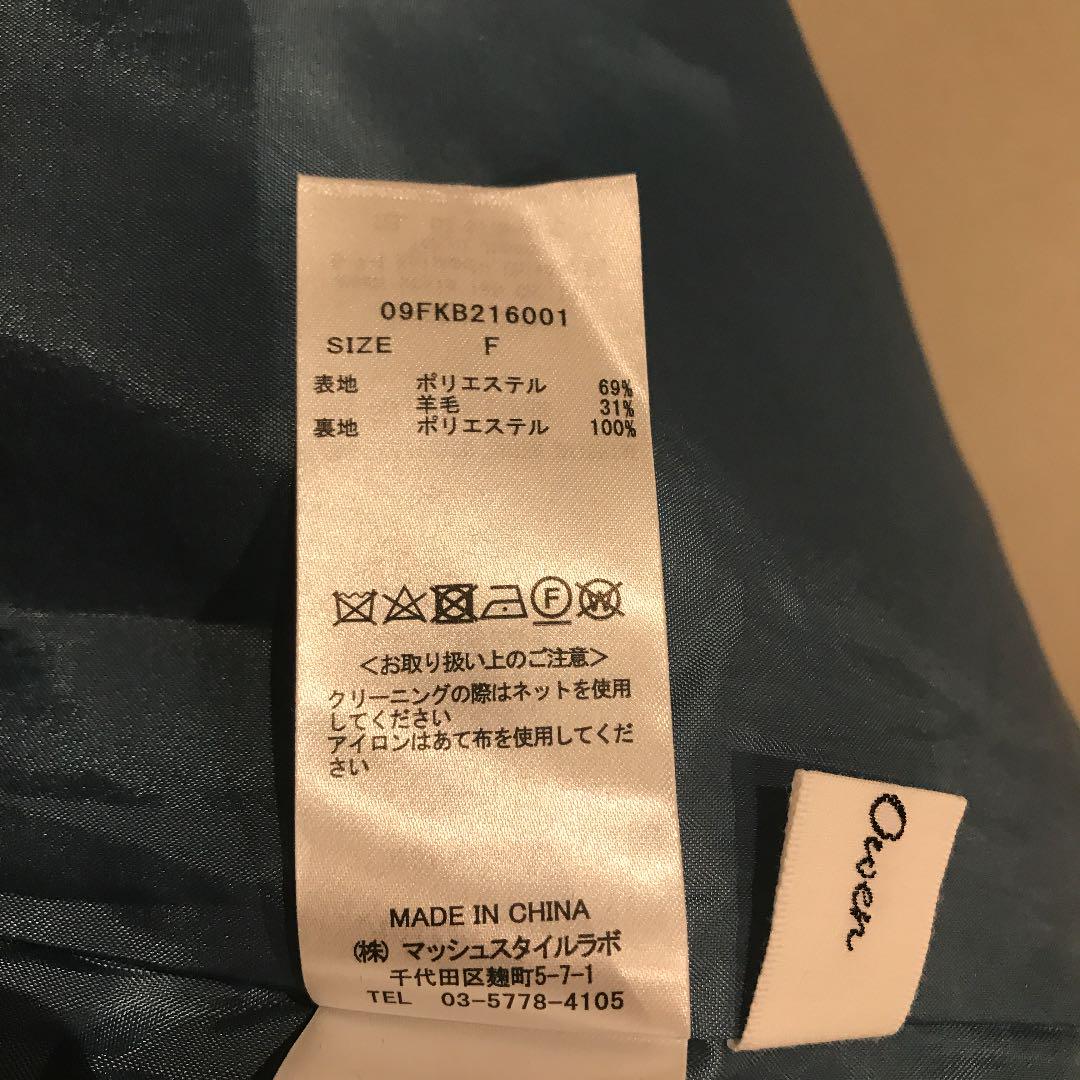 09FKB216001
SIZE F
表地 ポリエステル 69%
羊毛 31%
裏地 ポリエステル 100%
F
W
<お取り扱い上のご注意>
クリーニングの際はネットを使用
してください
アイロンはあて布を使用してくだ
さい
MADE IN CHINA
(株) マッシュスタイルラボ
千代田区麹町5-7-1
TEL 03-5778-4105
Owen